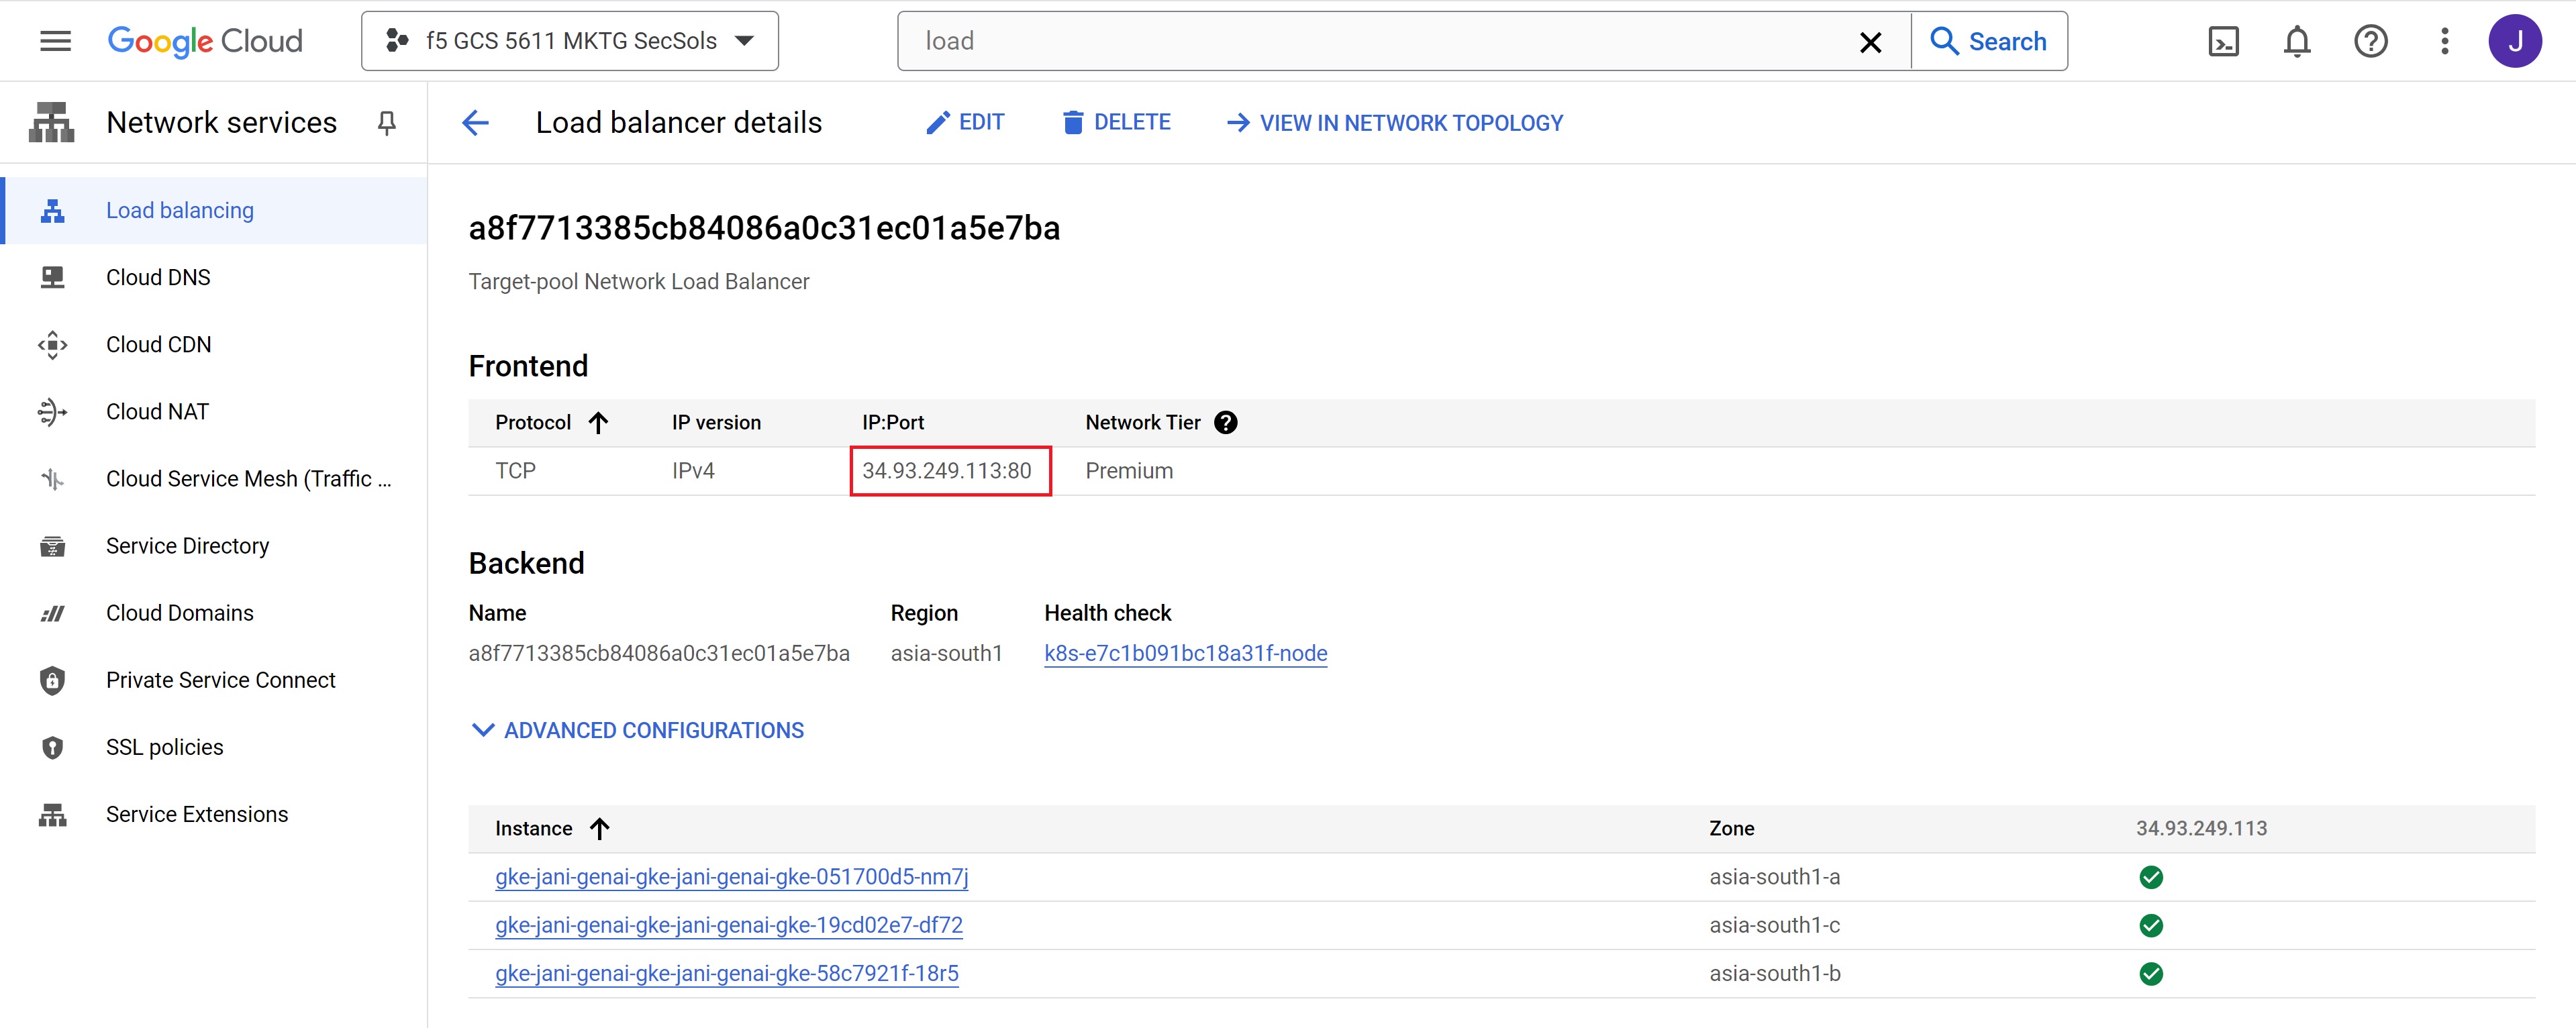 Google Cloud
f5 GCS 5611 MKTG SecSols
load
Search
J
Network services
Load balancer details
EDIT
DELETE
VIEW IN NETWORK TOPOLOGY
Load balancing
Cloud DNS
Cloud CDN
Cloud NAT
Cloud Service Mesh (Traffic ...
Service Directory
Cloud Domains
Private Service Connect
SSL policies
Service Extensions
a8f7713385cb84086a0c31ec01a5e7ba
Target-pool Network Load Balancer
Frontend
Protocol IP version IP:Port Network Tier
TCP IPv4 34.93.249.113:80 Premium
Backend
Name Region Health check
a8f7713385cb84086a0c31ec01a5e7ba asia-south1 k8s-e7c1b091bc18a31f-node
ADVANCED CONFIGURATIONS
Instance Zone 34.93.249.113
gke-jani-genai-gke-jani-genai-gke-051700d5-nm7j asia-south1-a
gke-jani-genai-gke-jani-genai-gke-19cd02e7-df72 asia-south1-c
gke-jani-genai-gke-jani-genai-gke-58c7921f-18r5 asia-south1-b